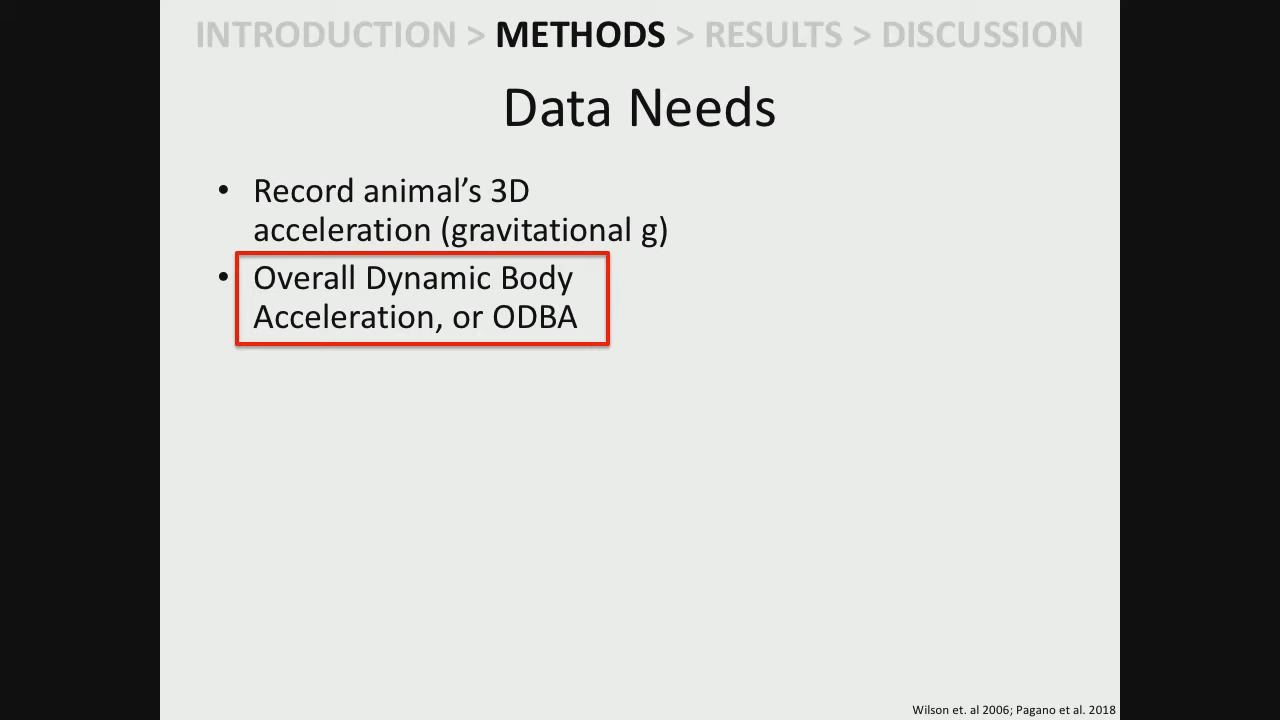 INTRODUCTION > METHODS > RESULTS > DISCUSSION
Data Needs
• Record animal’s 3D
acceleration (gravitational g)
• Overall Dynamic Body
Acceleration, or ODBA
Wilson et. al 2006; Pagano et al. 2018